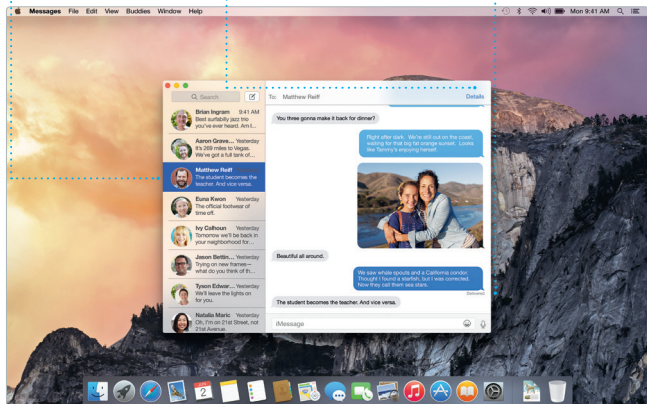 Messages File Edit View Buddies Window Help
Mon 9:41 AM
Search
To: Matthew Reiff
Details
Brian Ingram 9:41 AM
Best surfabilly jazz trio
you've ever heard. Am I...
Aaron Grave... Yesterday
It's 269 miles to Vegas.
We've got a full tank of...
Matthew Reiff
The student becomes the
teacher. And vice versa.
Euna Kwon Yesterday
The official footwear of
time off.
Ivy Calhoun Yesterday
Tomorrow we'll be back in
your neighborhood for...
Jason Bettin... Yesterday
Trying on new frames—
what do you think of th...
Tyson Edwar... Yesterday
We'll leave the lights on
for you.
Natalia Maric Yesterday
Oh, I'm on 21st Street, not
21st Avenue.
You three gonna make it back for dinner?
Right after dark. We're still out on the coast,
waiting for that big fat orange sunset. Looks
like Tammy's enjoying herself.
Beautiful all around.
We saw whale spouts and a California condor.
Thought I found a starfish, but I was corrected.
Now they call them sea stars.
Delivered
The student becomes the teacher. And vice versa.
iMessage
2